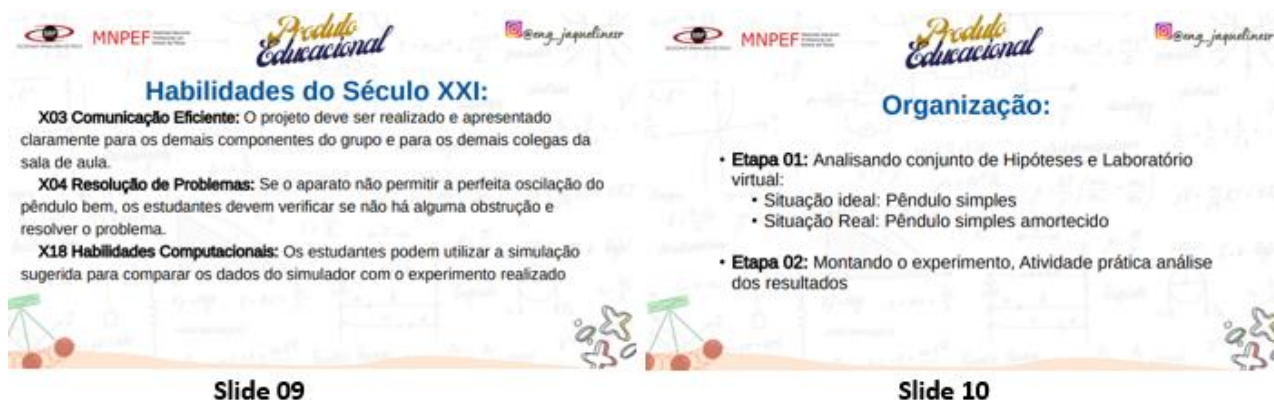 MNPEF
Produto
Educacional
@eng_jaquelinesr
Habilidades do Século XXI:
X03 Comunicação Eficiente: O projeto deve ser realizado e apresentado
claramente para os demais componentes do grupo e para os demais colegas da
sala de aula.
X04 Resolução de Problemas: Se o aparato não permitir a perfeita oscilação do
pêndulo bem, os estudantes devem verificar se não há alguma obstrução e
resolver o problema.
X18 Habilidades Computacionais: Os estudantes podem utilizar a simulação
sugerida para comparar os dados do simulador com o experimento realizado
Slide 09
MNPEF
Produto
Educacional
@eng_jaquelinesr
Organização:
• Etapa 01: Analisando conjunto de Hipóteses e Laboratório
virtual:
• Situação ideal: Pêndulo simples
• Situação Real: Pêndulo simples amortecido
• Etapa 02: Montando o experimento, Atividade prática análise
dos resultados
Slide 10